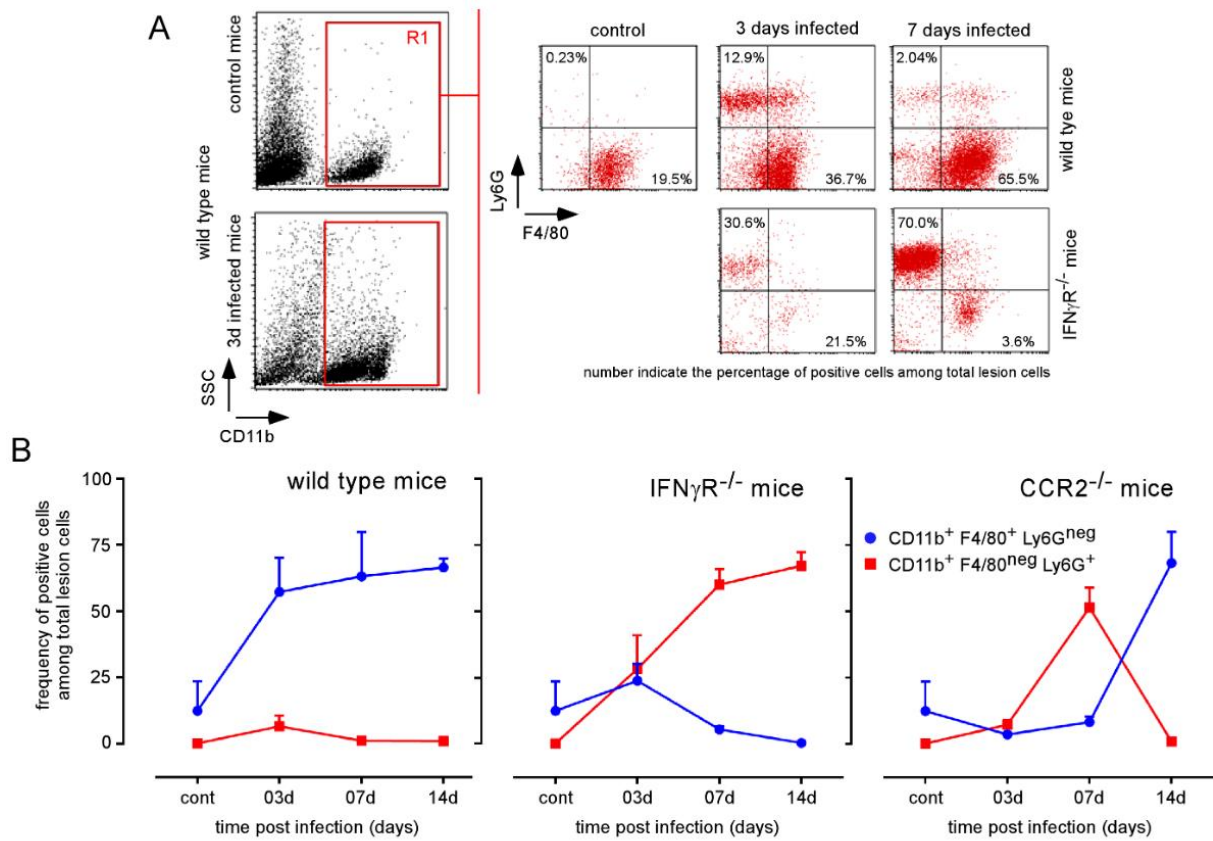 A
control mice
wild type mice
3d infected mice
R1
SSC
CD11b
control
3 days infected
7 days infected
0.23%
19.5%
12.9%
36.7%
2.04%
65.5%
wild tye mice
Ly6G
F4/80
30.6%
21.5%
70.0%
3.6%
IFNγR-/- mice
number indicate the percentage of positive cells among total lesion cells
B
frequency of positive cells
among total lesion cells
100
75
50
25
0
wild type mice
cont 03d 07d 14d
time post infection (days)
IFNγR-/- mice
cont 03d 07d 14d
time post infection (days)
CCR2-/- mice
CD11b+ F4/80+ Ly6Gneg
CD11b+ F4/80neg Ly6G+
cont 03d 07d 14d
time post infection (days)